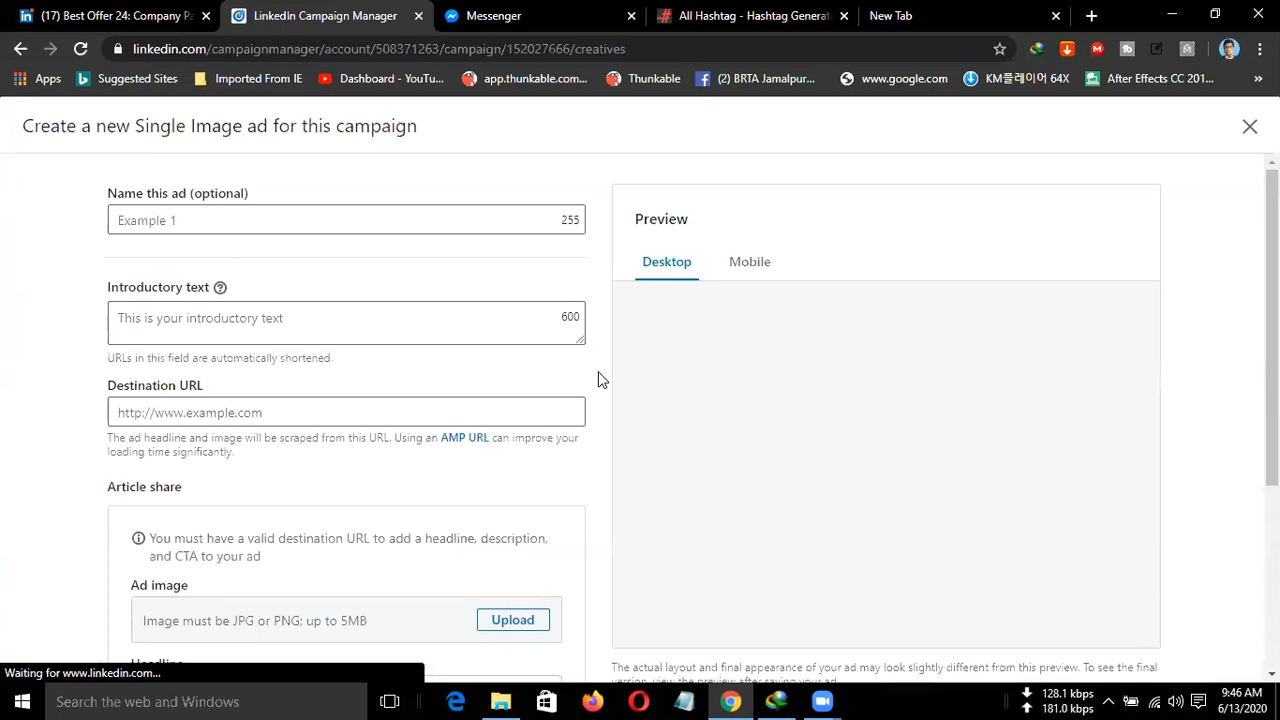 (17) Best Offer 24: Company Pa
LinkedIn Campaign Manager
Messenger
All Hashtag - Hashtag Generat
New Tab
linkedin.com/campaignmanager/account/508371263/campaign/152027666/creatives
Apps
Suggested Sites
Imported From IE
Dashboard - YouTu...
app.thunkable.com...
Thunkable
(2) BRTA Jamalpur...
www.google.com
KM플레이어 64X
After Effects CC 201...
»
Create a new Single Image ad for this campaign
Name this ad (optional)
Example 1 255
Introductory text
This is your introductory text 600
URLs in this field are automatically shortened.
Destination URL
http://www.example.com
The ad headline and image will be scraped from this URL. Using an AMP URL can improve your
loading time significantly.
Article share
You must have a valid destination URL to add a headline, description,
and CTA to your ad
Ad image
Image must be JPG or PNG; up to 5MB Upload
Headline
Preview
Desktop Mobile
The actual layout and final appearance of your ad may look slightly different from this preview. To see the final
version, view the preview after saving your ad.
Waiting for www.linkedin.com...
Search the web and Windows
128.1 kbps
181.0 kbps
9:46 AM
6/13/2020